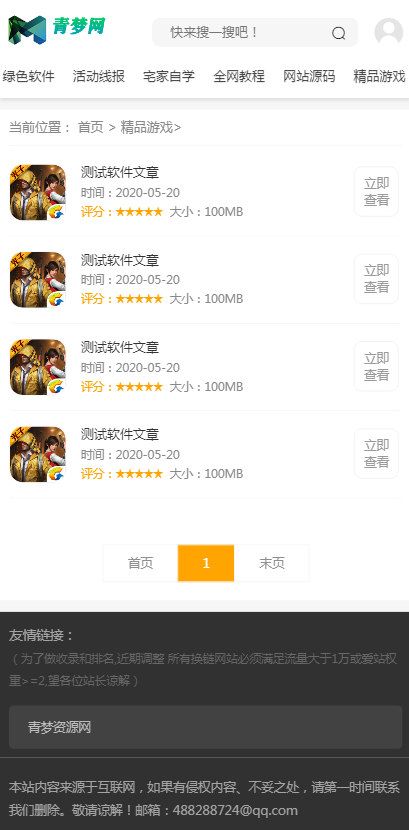 青梦网
快来搜一搜吧！
绿色软件 活动线报 宅家自学 全网教程 网站源码 精品游戏
当前位置： 首页 > 精品游戏>
测试软件文章
时间：2020-05-20
评分：★★★★★ 大小：100MB
立即
查看
测试软件文章
时间：2020-05-20
评分：★★★★★ 大小：100MB
立即
查看
测试软件文章
时间：2020-05-20
评分：★★★★★ 大小：100MB
立即
查看
测试软件文章
时间：2020-05-20
评分：★★★★★ 大小：100MB
立即
查看
首页 1 末页
友情链接：
（为了做收录和排名,近期调整 所有换链网站必须满足流量大于1万或爱站权
重>=2,望各位站长谅解）
青梦资源网
本站内容来源于互联网，如果有侵权内容、不妥之处，请第一时间联系
我们删除。敬请谅解！邮箱：488288724@qq.com